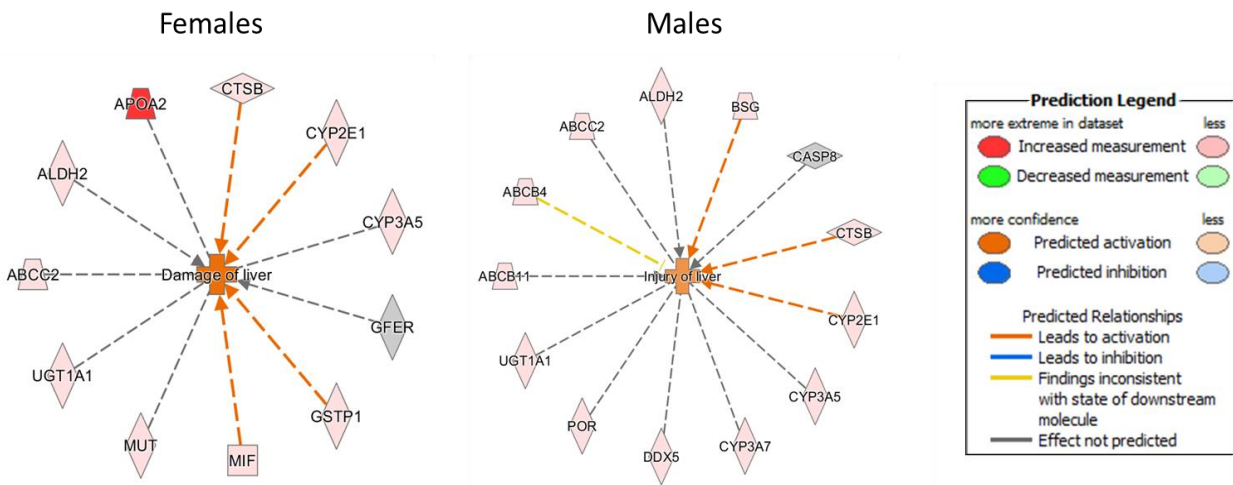 Females
Males
APOA2
CTSB
CYP2E1
ALDH2
CYP3A5
ABCC2
Damage of liver
GFER
UGT1A1
GSTP1
MUT
MIF
ALDH2
BSG
ABCC2
CASP8
ABCB4
CTSB
ABCB11
Injury of liver
CYP2E1
UGT1A1
CYP3A5
POR
CYP3A7
DDX5
Prediction Legend
more extreme in dataset less
Increased measurement
Decreased measurement
more confidence less
Predicted activation
Predicted inhibition
Predicted Relationships
Leads to activation
Leads to inhibition
Findings inconsistent
with state of downstream
molecule
Effect not predicted